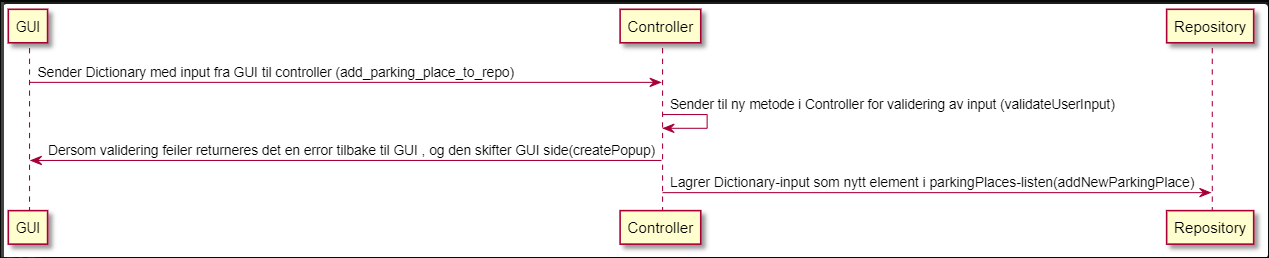 GUI Controller Repository
Sender Dictionary med input fra GUI til controller (add_parking_place_to_repo)
Sender til ny metode i Controller for validering av input (validateUserInput)
Dersom validering feiler returneres det en error tilbake til GUI , og den skifter GUI side(createPopup)
Lagrer Dictionary-input som nytt element i parkingPlaces-listen(addNewParkingPlace)
GUI Controller Repository